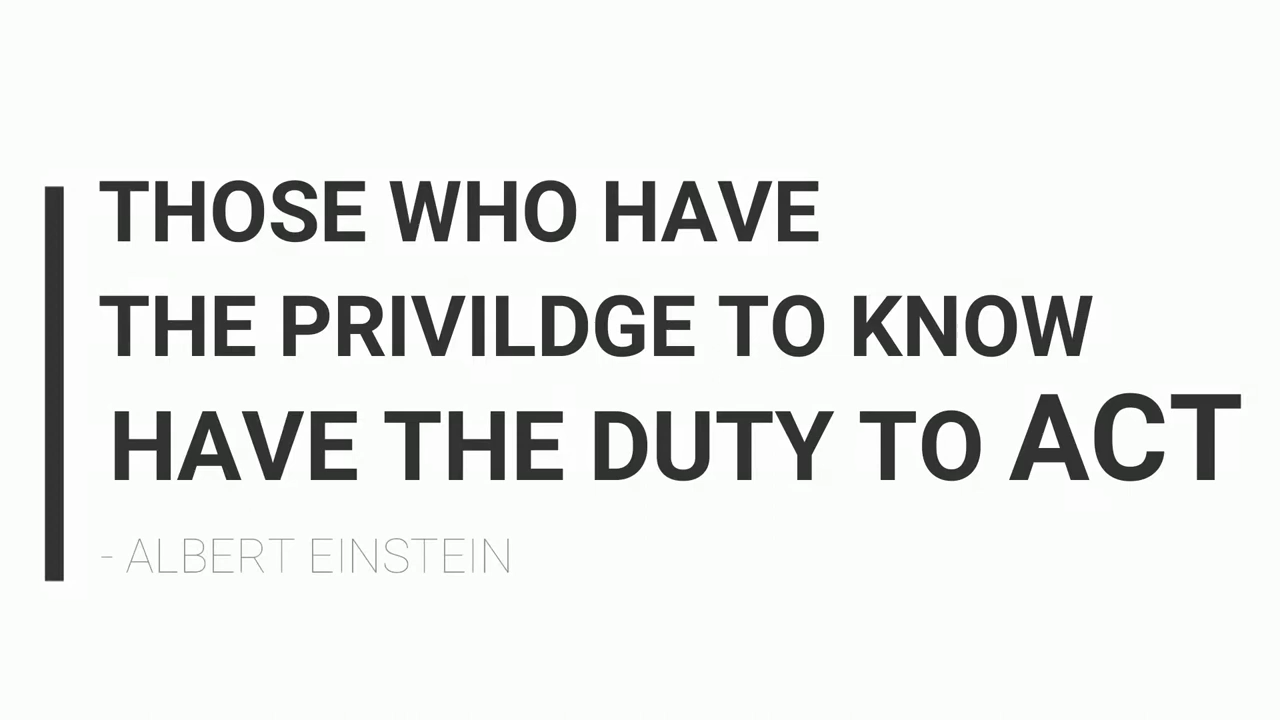 THOSE WHO HAVE
THE PRIVILDGE TO KNOW
HAVE THE DUTY TO ACT
- ALBERT EINSTEIN